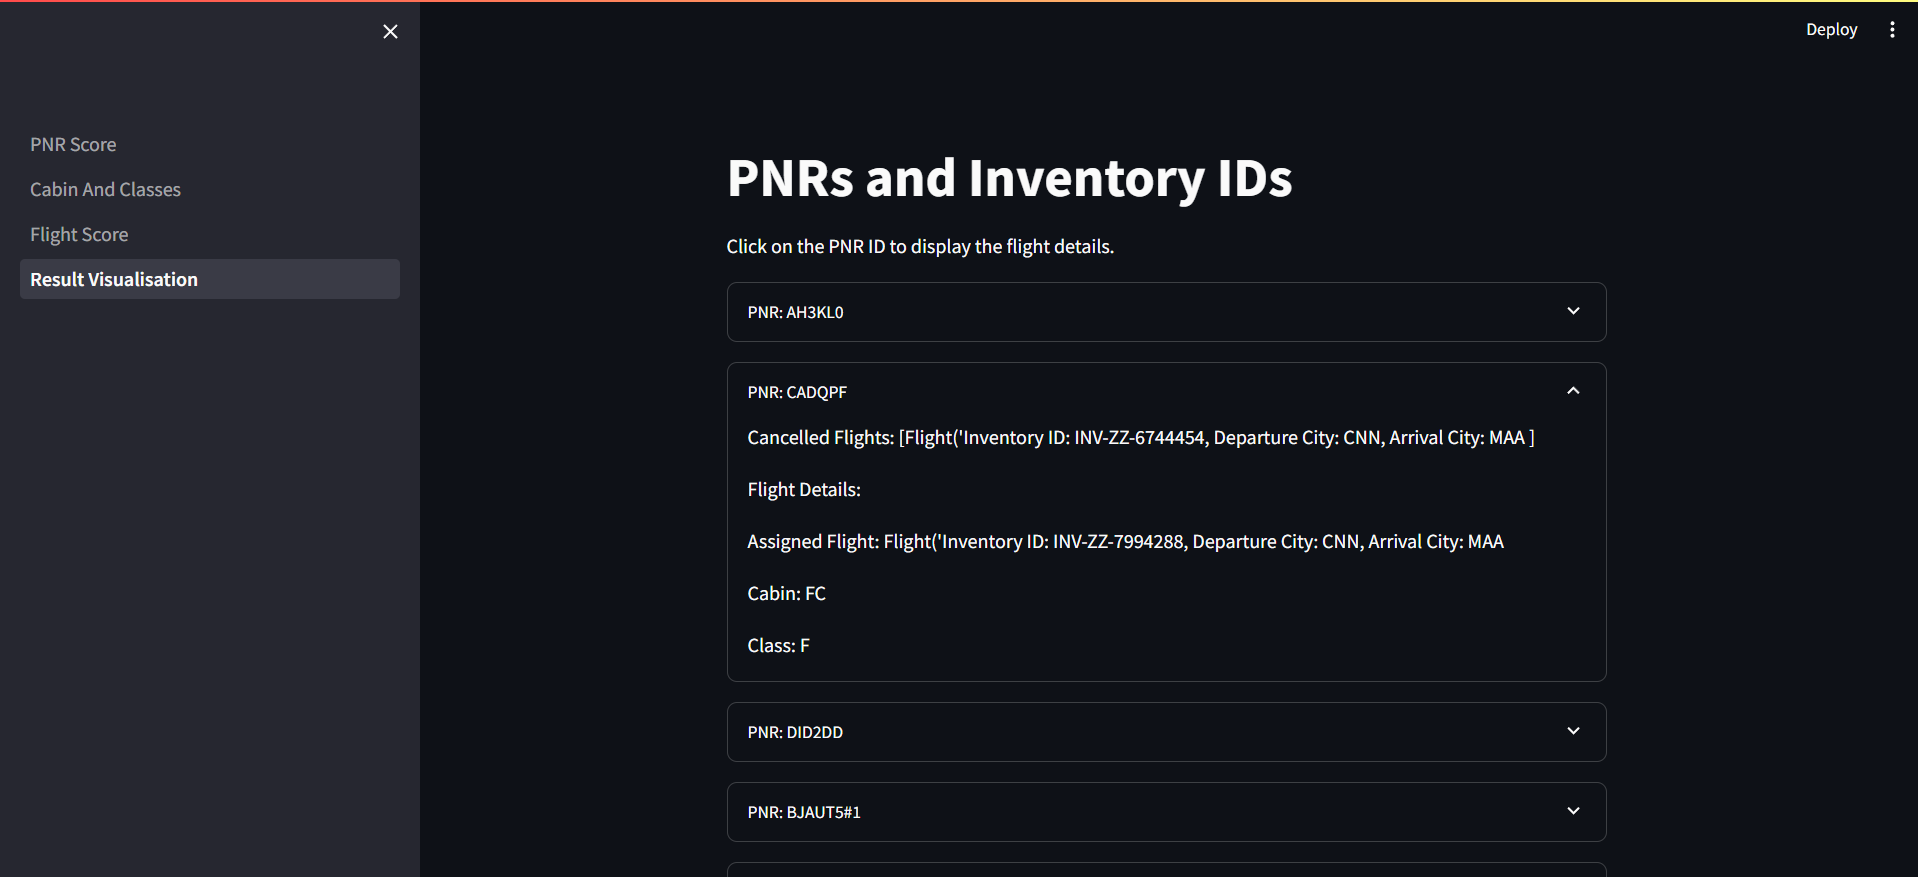 Deploy
PNR Score
Cabin And Classes
Flight Score
Result Visualisation
PNRs and Inventory IDs
Click on the PNR ID to display the flight details.
PNR: AH3KL0
PNR: CADQPF
Cancelled Flights: [Flight('Inventory ID: INV-ZZ-6744454, Departure City: CNN, Arrival City: MAA ]
Flight Details:
Assigned Flight: Flight('Inventory ID: INV-ZZ-7994288, Departure City: CNN, Arrival City: MAA
Cabin: FC
Class: F
PNR: DID2DD
PNR: BJAUT5#1